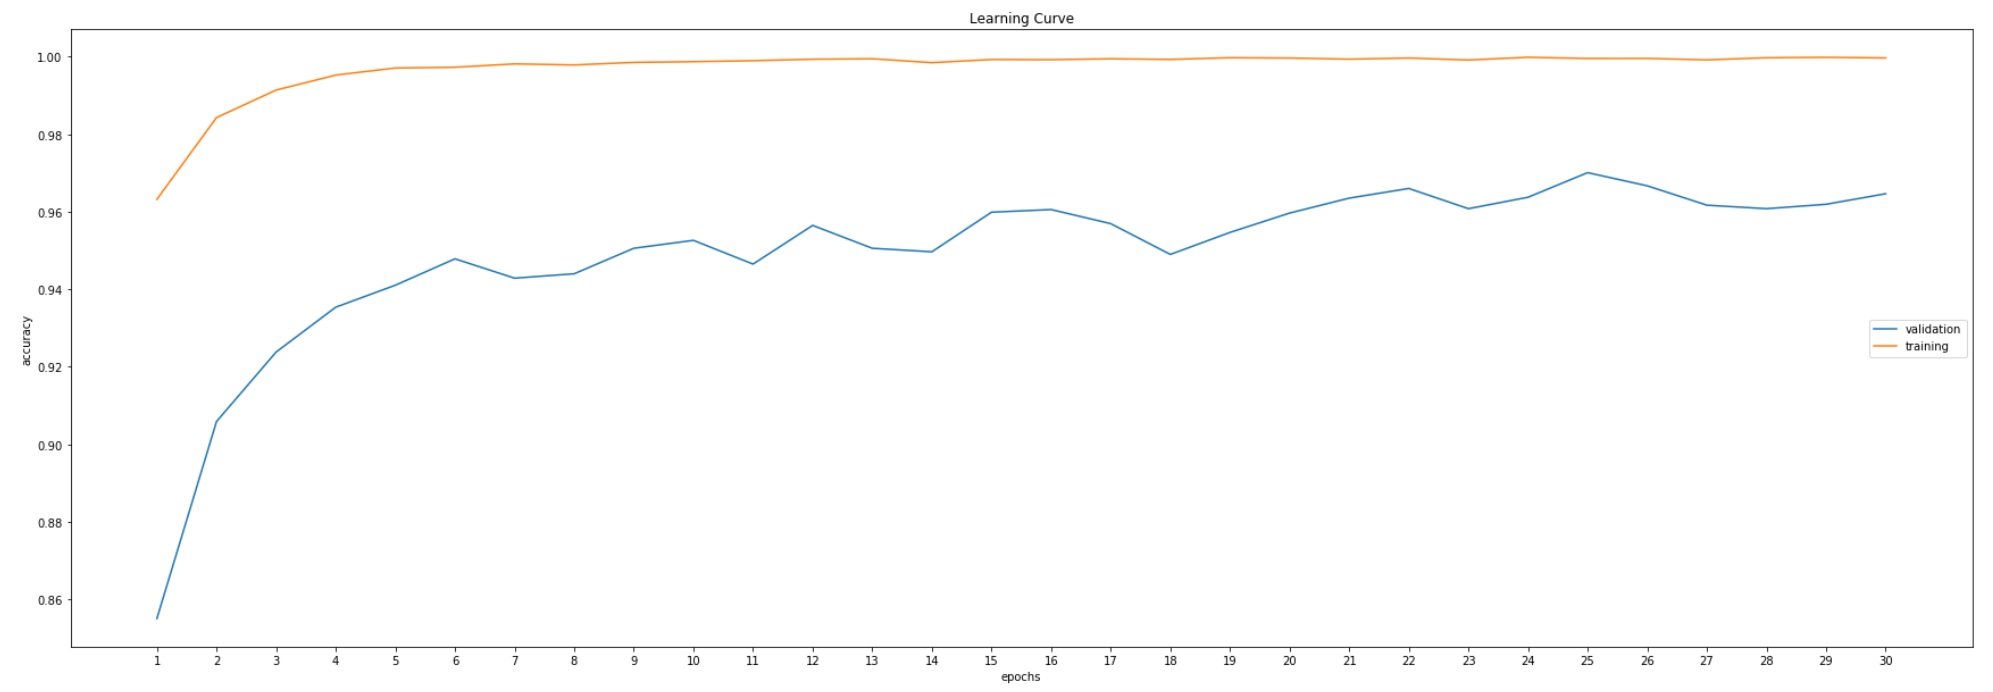 Learning Curve
1.00
0.98
0.96
0.94
0.92
0.90
0.88
0.86
accuracy
validation
training
1 2 3 4 5 6 7 8 9 10 11 12 13 14 15 16 17 18 19 20 21 22 23 24 25 26 27 28 29 30
epochs